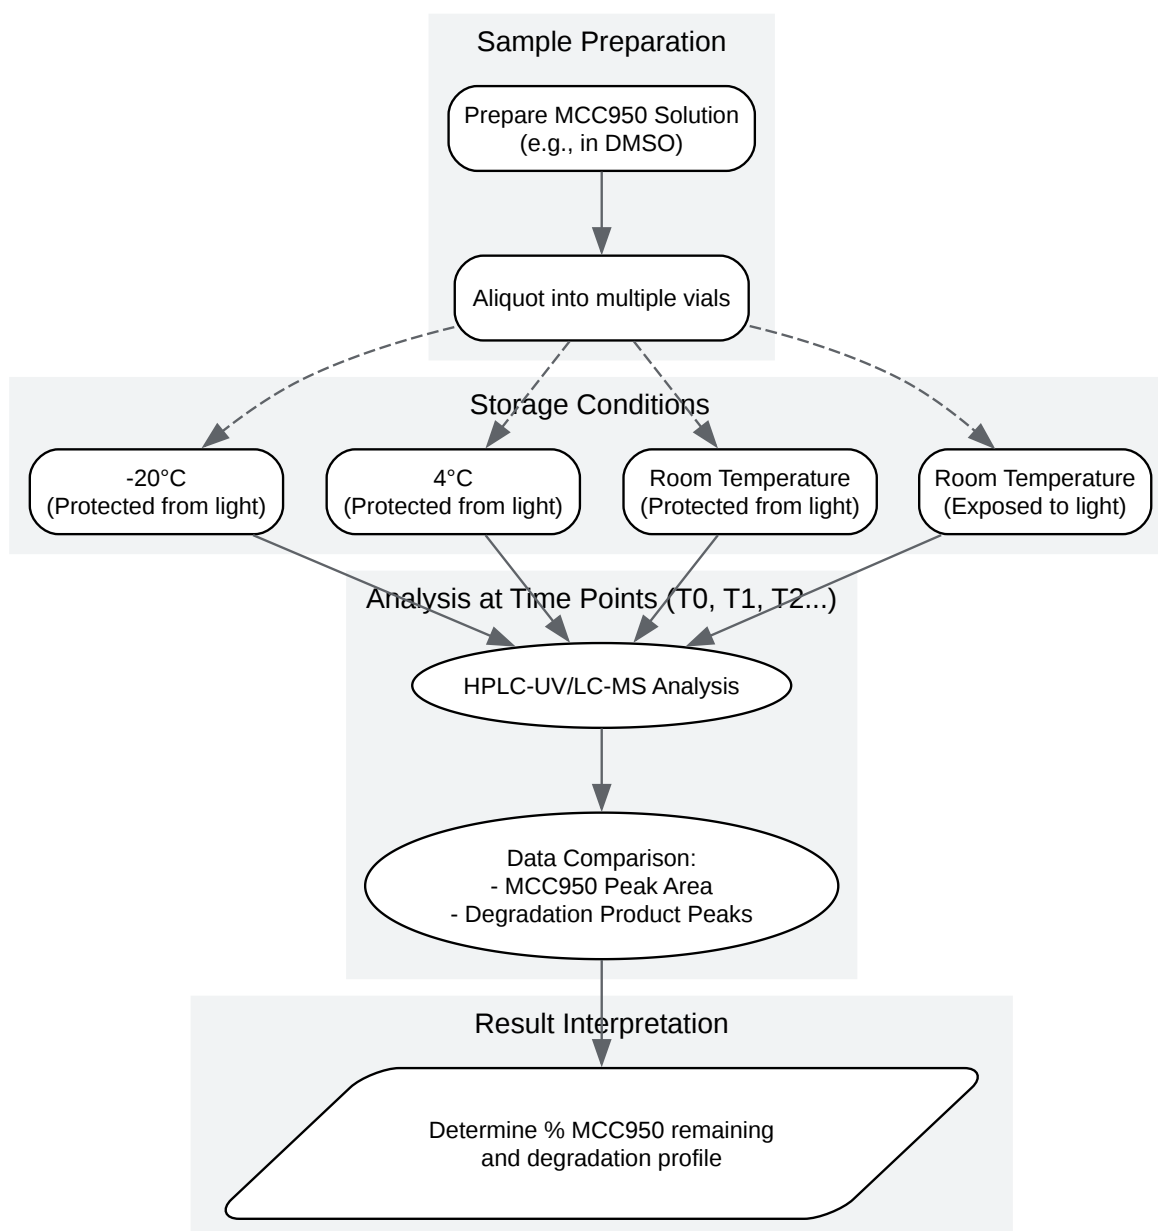 Sample Preparation
Prepare MCC950 Solution
(e.g., in DMSO)
Aliquot into multiple vials
Storage Conditions
-20°C
(Protected from light)
4°C
(Protected from light)
Room Temperature
(Protected from light)
Room Temperature
(Exposed to light)
Analysis at Time Points (T0, T1, T2...)
HPLC-UV/LC-MS Analysis
Data Comparison:
- MCC950 Peak Area
- Degradation Product Peaks
Result Interpretation
Determine % MCC950 remaining
and degradation profile